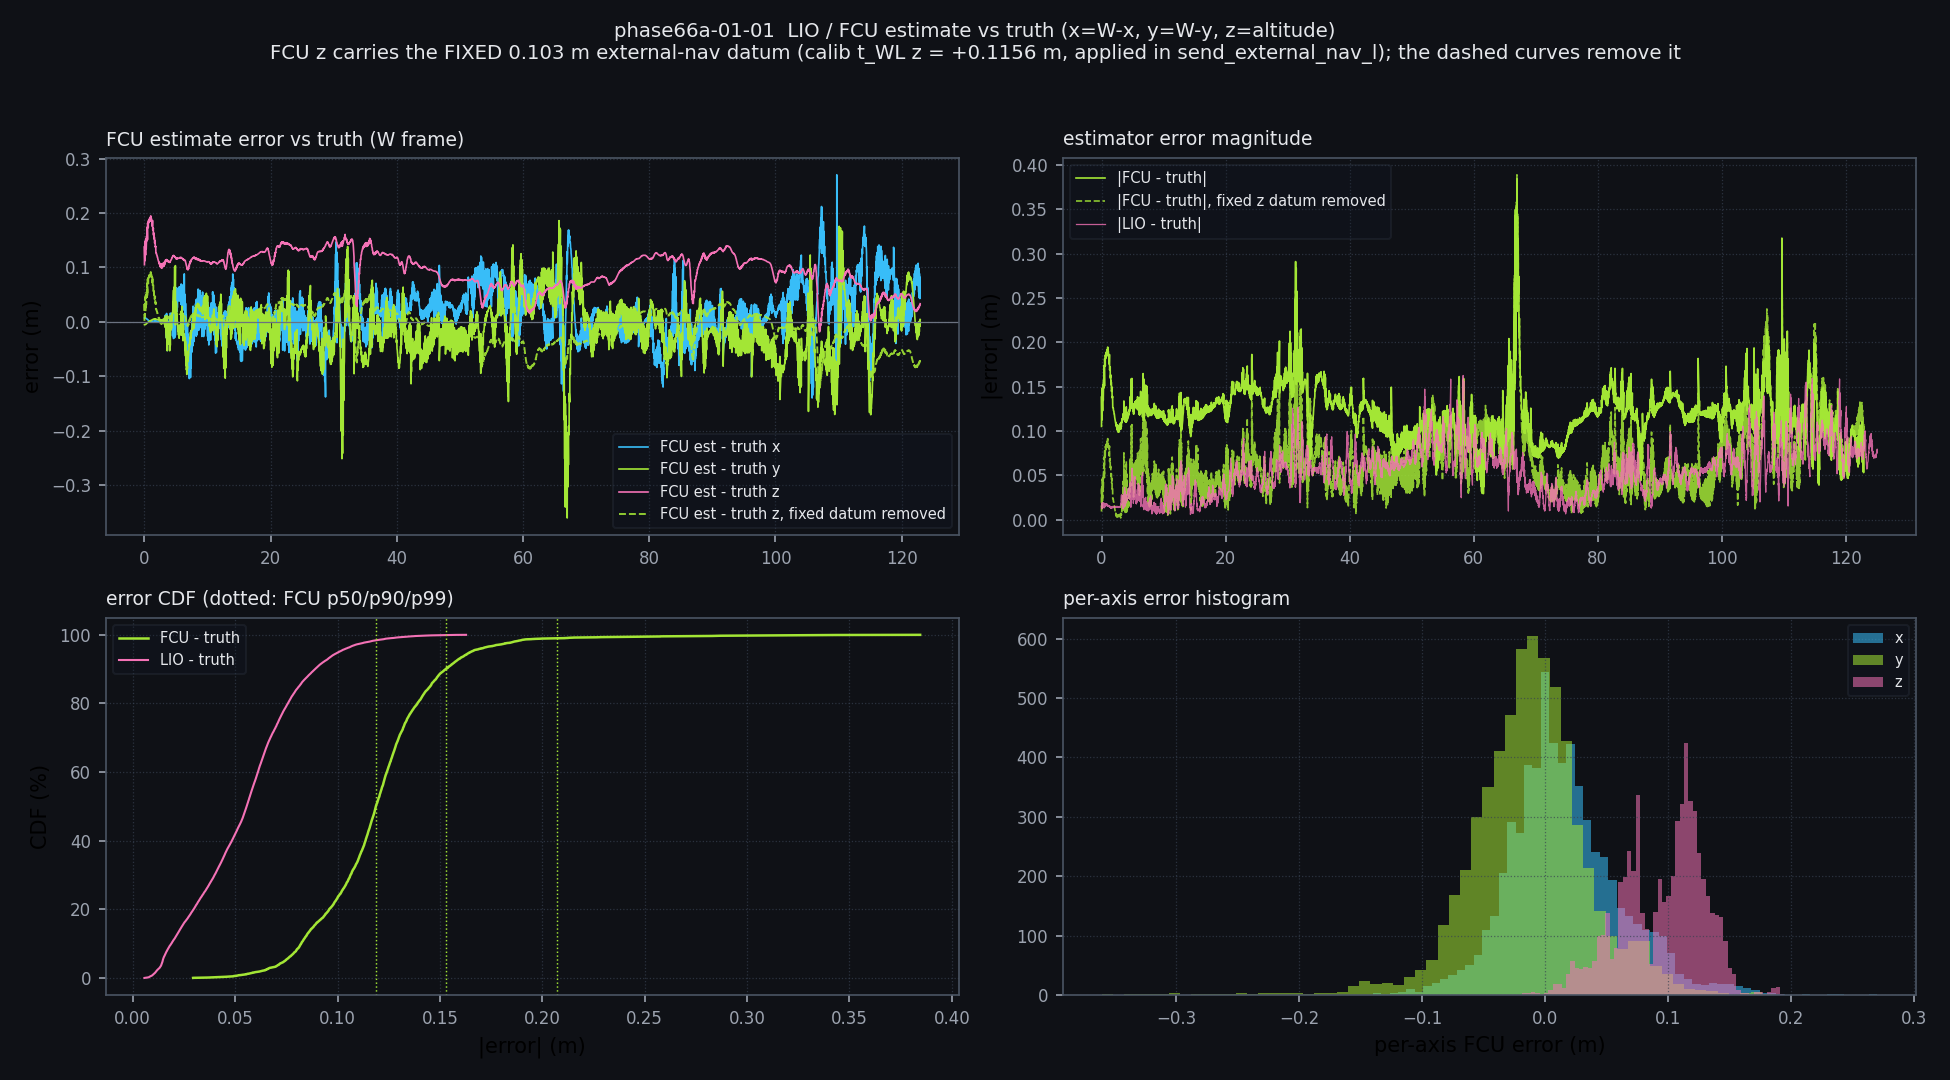 phase66a-01-01  LIO / FCU estimate vs truth (x=W-x, y=W-y, z=altitude)
FCU z carries the FIXED 0.103 m external-nav datum (calib t_WL z = +0.1156 m, applied in send_external_nav_l); the dashed curves remove it
FCU estimate error vs truth (W frame)
0.3
0.2
0.1
0.0
−0.1
−0.2
−0.3
error (m)
FCU est - truth x
FCU est - truth y
FCU est - truth z
FCU est - truth z, fixed datum removed
0 20 40 60 80 100 120
estimator error magnitude
0.40
0.35
0.30
0.25
0.20
0.15
0.10
0.05
0.00
|error| (m)
|FCU - truth|
|FCU - truth|, fixed z datum removed
|LIO - truth|
0 20 40 60 80 100 120
error CDF (dotted: FCU p50/p90/p99)
100
80
60
40
20
0
CDF (%)
FCU - truth
LIO - truth
0.00 0.05 0.10 0.15 0.20 0.25 0.30 0.35 0.40
|error| (m)
per-axis error histogram
600
500
400
300
200
100
0
x
y
z
−0.3 −0.2 −0.1 0.0 0.1 0.2 0.3
per-axis FCU error (m)